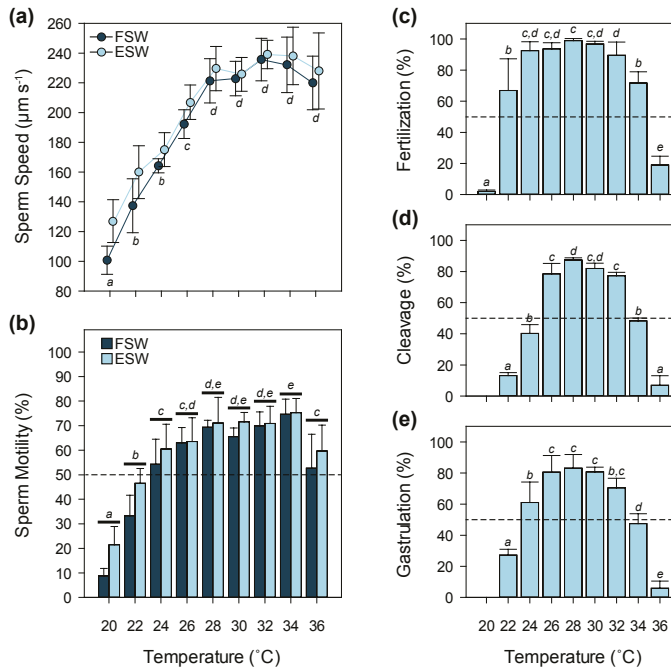 (a)
FSW
ESW
260
240
220
200
180
160
140
120
100
80
Sperm Speed (µm s⁻¹)
a
b
b
c
d
d
d
d
d
(b)
FSW
ESW
100
90
80
70
60
50
40
30
20
10
0
Sperm Motility (%)
a
b
c
c,d
d,e
d,e
d,e
e
c
20 22 24 26 28 30 32 34 36
Temperature (˚C)
(c)
100
80
60
40
20
0
Fertilization (%)
a
b
c,d
c,d
c
c,d
d
b
e
(d)
100
80
60
40
20
0
Cleavage (%)
a
b
c
d
c,d
c
b
a
(e)
100
80
60
40
20
0
Gastrulation (%)
a
b
c
c
c
b,c
d
e
20 22 24 26 28 30 32 34 36
Temperature (˚C)